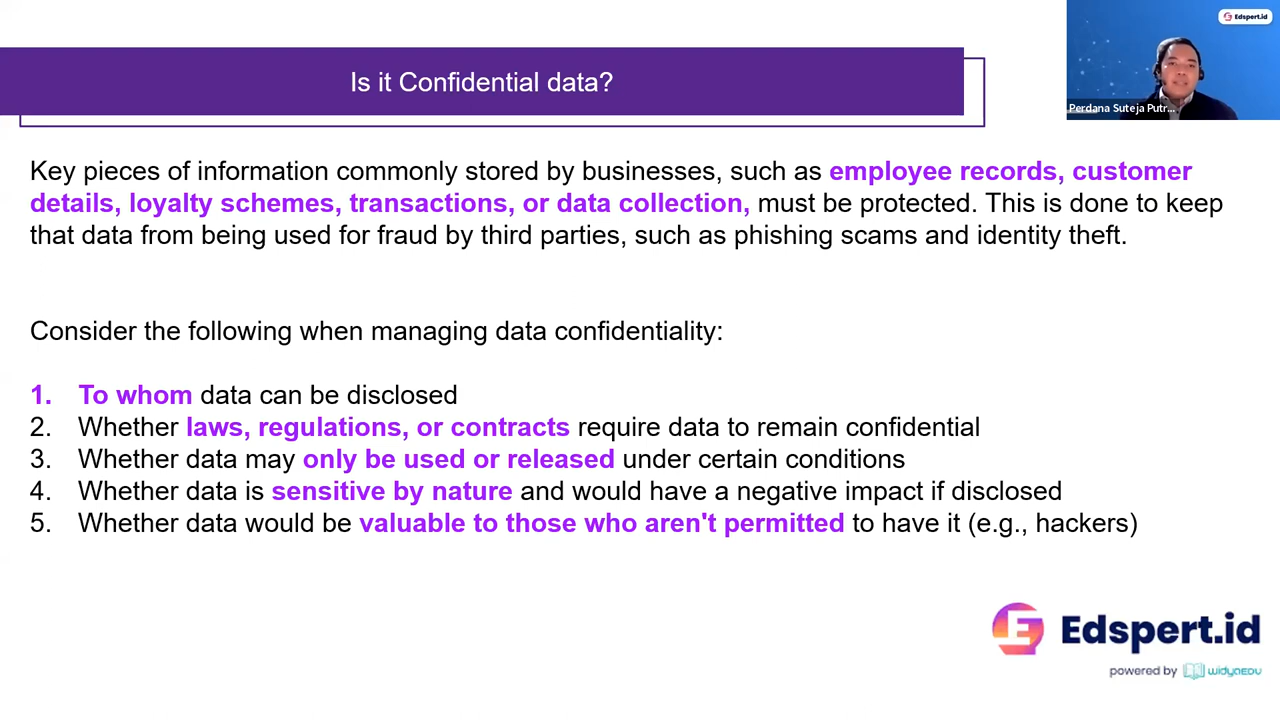 Edspert.id
Is it Confidential data?
Perdana Suteja Putr...
Key pieces of information commonly stored by businesses, such as employee records, customer
details, loyalty schemes, transactions, or data collection, must be protected. This is done to keep
that data from being used for fraud by third parties, such as phishing scams and identity theft.
Consider the following when managing data confidentiality:
1. To whom data can be disclosed
2. Whether laws, regulations, or contracts require data to remain confidential
3. Whether data may only be used or released under certain conditions
4. Whether data is sensitive by nature and would have a negative impact if disclosed
5. Whether data would be valuable to those who aren't permitted to have it (e.g., hackers)
Edspert.id
powered by WIDYAEDU